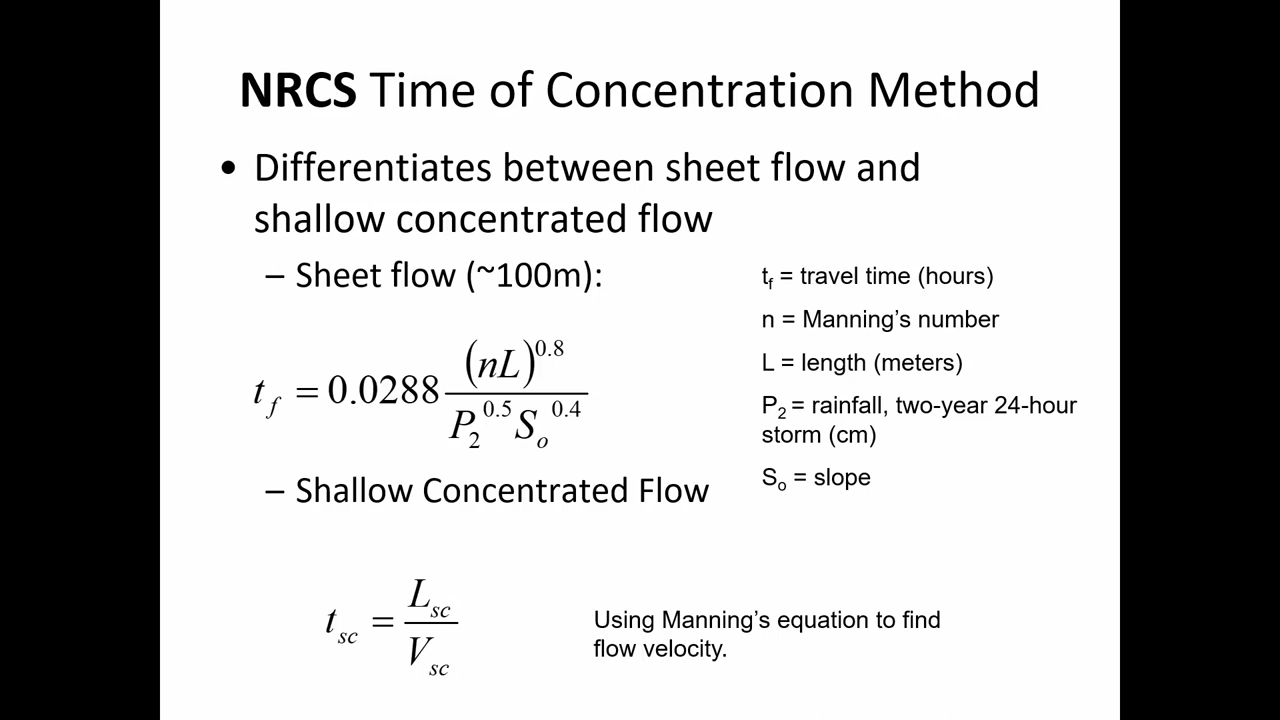 NRCS Time of Concentration Method
• Differentiates between sheet flow and
shallow concentrated flow
– Sheet flow (~100m):
t_f = 0.0288 (nL)^0.8 / (P_2^0.5 S_o^0.4)
t_f = travel time (hours)
n = Manning's number
L = length (meters)
P_2 = rainfall, two-year 24-hour
storm (cm)
S_o = slope
– Shallow Concentrated Flow
t_sc = L_sc / V_sc
Using Manning's equation to find
flow velocity.